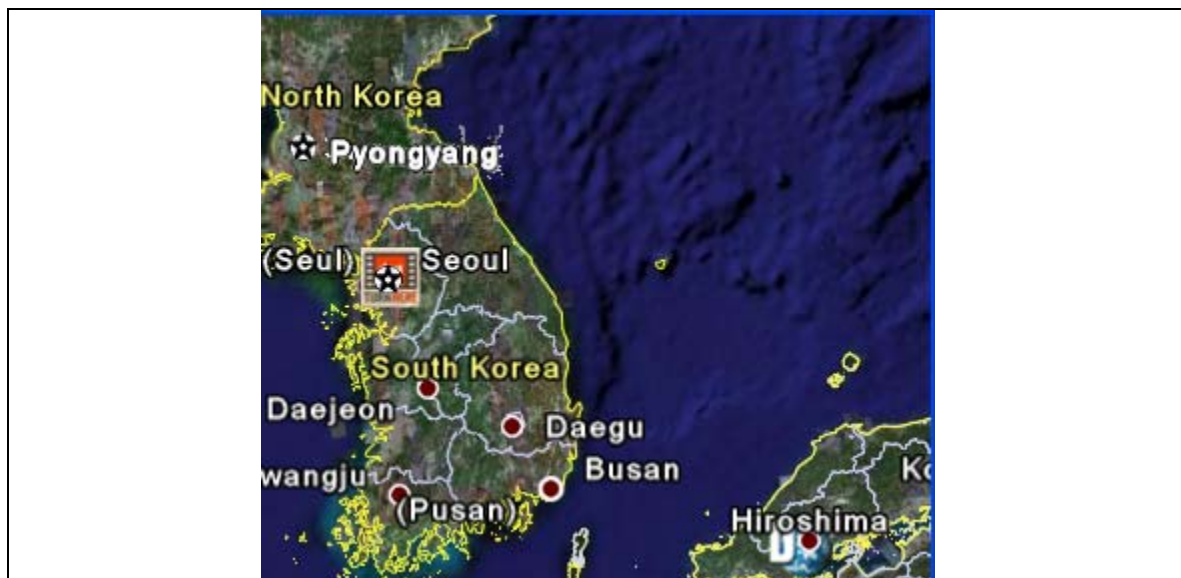 North Korea
Pyongyang
(Seul) Seoul
South Korea
Daejeon
Daegu
wangju
Busan
(Pusan)
Hiroshima